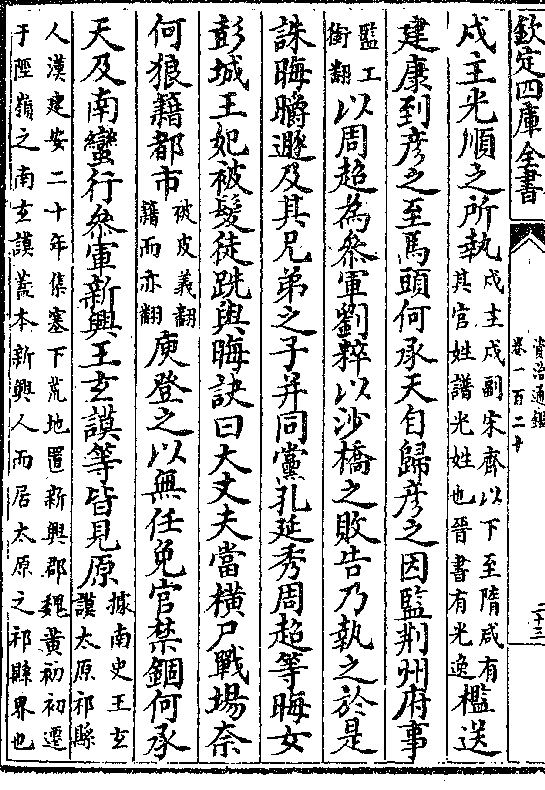 欽定四庫全書
資治通鑑
卷一百二十
二十三
戍主光順之所執
戍主戍副宋齊以下至隋咸有
其官姓譜光姓也晉書有光逸
檻送
建康到彥之至馬頭何承天自歸彥之因監荆州府事
監工
銜翻
以周超為參軍劉粹以沙橋之敗告乃執之於是
誅晦㬭遯及其兄弟之子并同黨孔延秀周超等晦女
彭城王妃被髮徒跣與晦訣曰大丈夫當橫尸戰場奈
何狼藉都市
被皮義翻
籍而亦翻
庾登之以無任免官禁錮何承
天及南蠻行參軍新興王玄謨等皆見原
據南史王玄
謨太原祁縣
人漢建安二十年集塞下荒地置新興郡魏黃初初遷
于陘嶺之南玄謨葢本新興人而居太原之祁縣界也